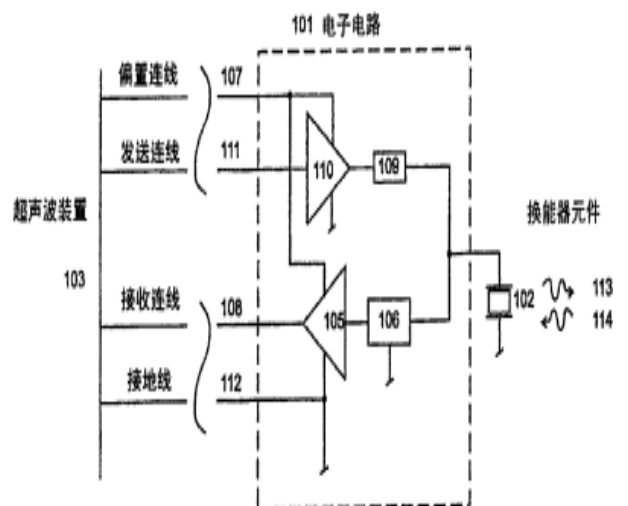 101 电子电路
偏置连线 107
发送连线 111
110
109
超声波装置
103
换能器元件
102
113
114
接收连线 108
105
106
接地线 112